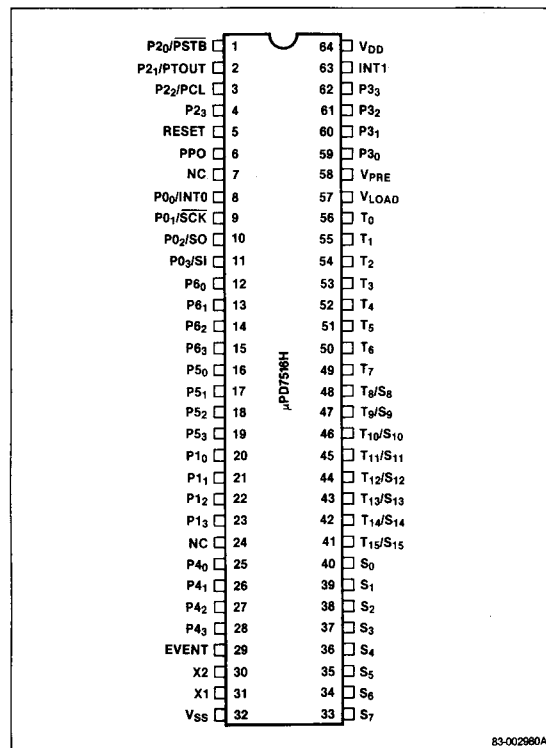 P2₀/P̅S̅T̅B̅ 1 64 V_DD
P2₁/PTOUT 2 63 INT1
P2₂/PCL 3 62 P3₃
P2₃ 4 61 P3₂
RESET 5 60 P3₁
PPO 6 59 P3₀
NC 7 58 V_PRE
P0₀/INT0 8 57 V_LOAD
P0₁/S̅C̅K̅ 9 56 T₀
P0₂/SO 10 55 T₁
P0₃/SI 11 54 T₂
P6₀ 12 53 T₃
P6₁ 13 52 T₄
P6₂ 14 51 T₅
P6₃ 15 50 T₆
P5₀ 16 49 T₇
P5₁ 17 48 T₈/S₈
P5₂ 18 47 T₉/S₉
P5₃ 19 46 T₁₀/S₁₀
P1₀ 20 45 T₁₁/S₁₁
P1₁ 21 44 T₁₂/S₁₂
P1₂ 22 43 T₁₃/S₁₃
P1₃ 23 42 T₁₄/S₁₄
NC 24 41 T₁₅/S₁₅
P4₀ 25 40 S₀
P4₁ 26 39 S₁
P4₂ 27 38 S₂
P4₃ 28 37 S₃
EVENT 29 36 S₄
X2 30 35 S₅
X1 31 34 S₆
V_SS 32 33 S₇
μPD7516H
83-002980A